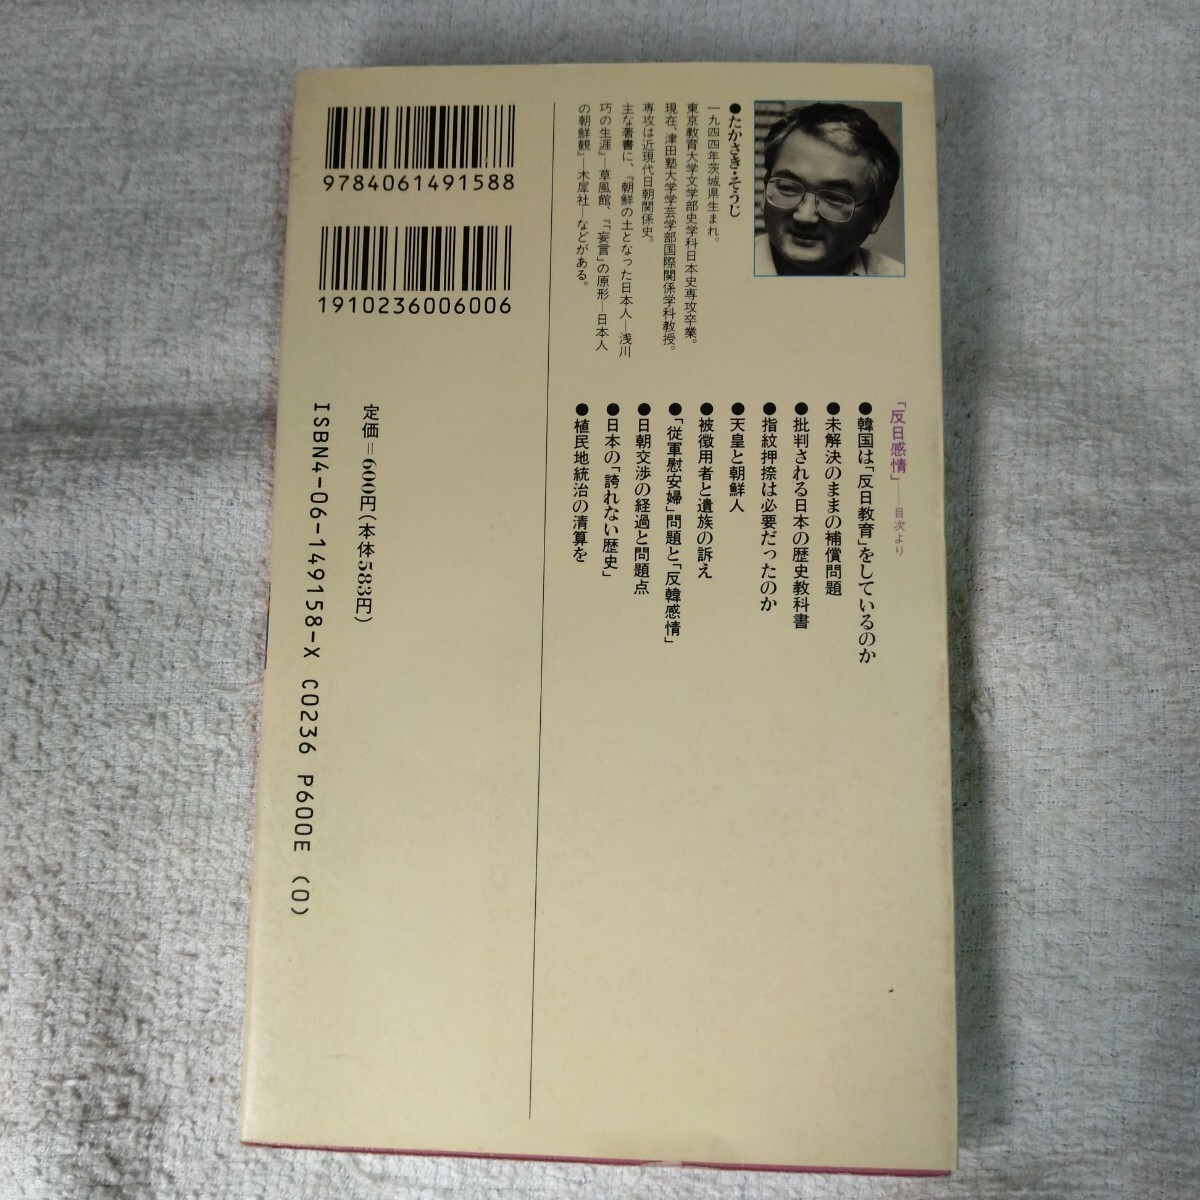 ●たかさき・そうじ
一九四四年茨城県生まれ。
東京教育大学文学部史学科日本史専攻卒業。
現在、津田塾大学学芸学部国際関係学科教授。
専攻は近現代日朝関係史。
主な著書に、『朝鮮の土となった日本人―浅川
巧の生涯』―草風館、『「妄言」の原形―日本人
の朝鮮観』―木犀社―などがある。
9784061491588
1910236006006
「反日感情」――目次より
●韓国は「反日教育」をしているのか
●未解決のままの補償問題
●批判される日本の歴史教科書
●指紋押捺は必要だったのか
●天皇と朝鮮人
●被徴用者と遺族の訴え
●「従軍慰安婦」問題と「反韓感情」
●日朝交渉の経過と問題点
●日本の「誇れない歴史」
●植民地統治の清算を
定価=600円(本体583円)
ISBN4-06-149158-X C0236 P600E (0)